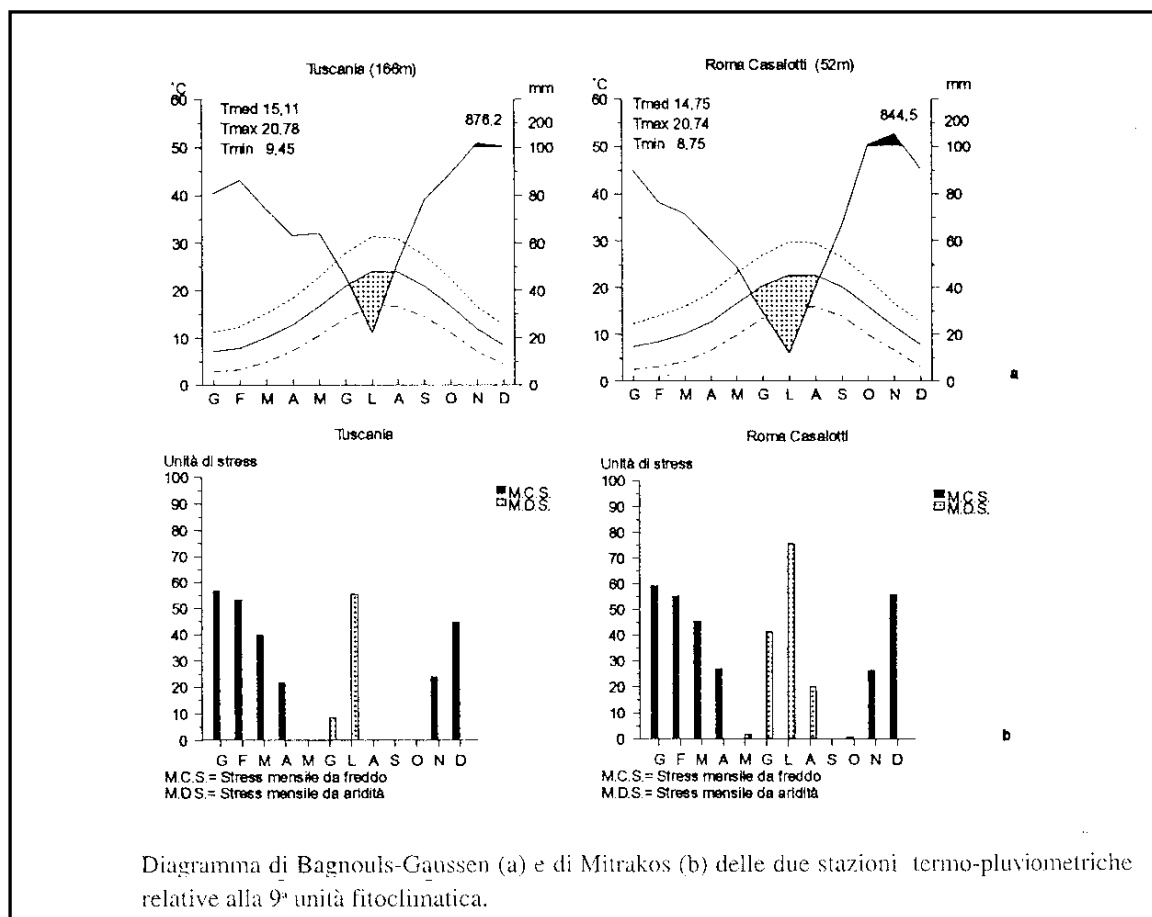 Tuscania (166m)
°C
mm
60
50
40
30
20
10
0
Tmed 15,11
Tmax 20,78
Tmin 9,45
876,2
200
100
80
60
40
20
0
G F M A M G L A S O N D
Roma Casalotti (52m)
°C
mm
60
50
40
30
20
10
0
Tmed 14,75
Tmax 20,74
Tmin 8,75
844,5
200
100
80
60
40
20
0
G F M A M G L A S O N D
a
Tuscania
Unità di stress
100
90
80
70
60
50
40
30
20
10
0
M.C.S.
M.D.S.
G F M A M G L A S O N D
M.C.S.= Stress mensile da freddo
M.D.S.= Stress mensile da aridità
Roma Casalotti
Unità di stress
100
90
80
70
60
50
40
30
20
10
0
M.C.S.
M.D.S.
G F M A M G L A S O N D
M.C.S.= Stress mensile da freddo
M.D.S.= Stress mensile da aridità
b
Diagramma di Bagnouls-Gaussen (a) e di Mitrakos (b) delle due stazioni termo-pluviometriche
relative alla 9ª unità fitoclimatica.